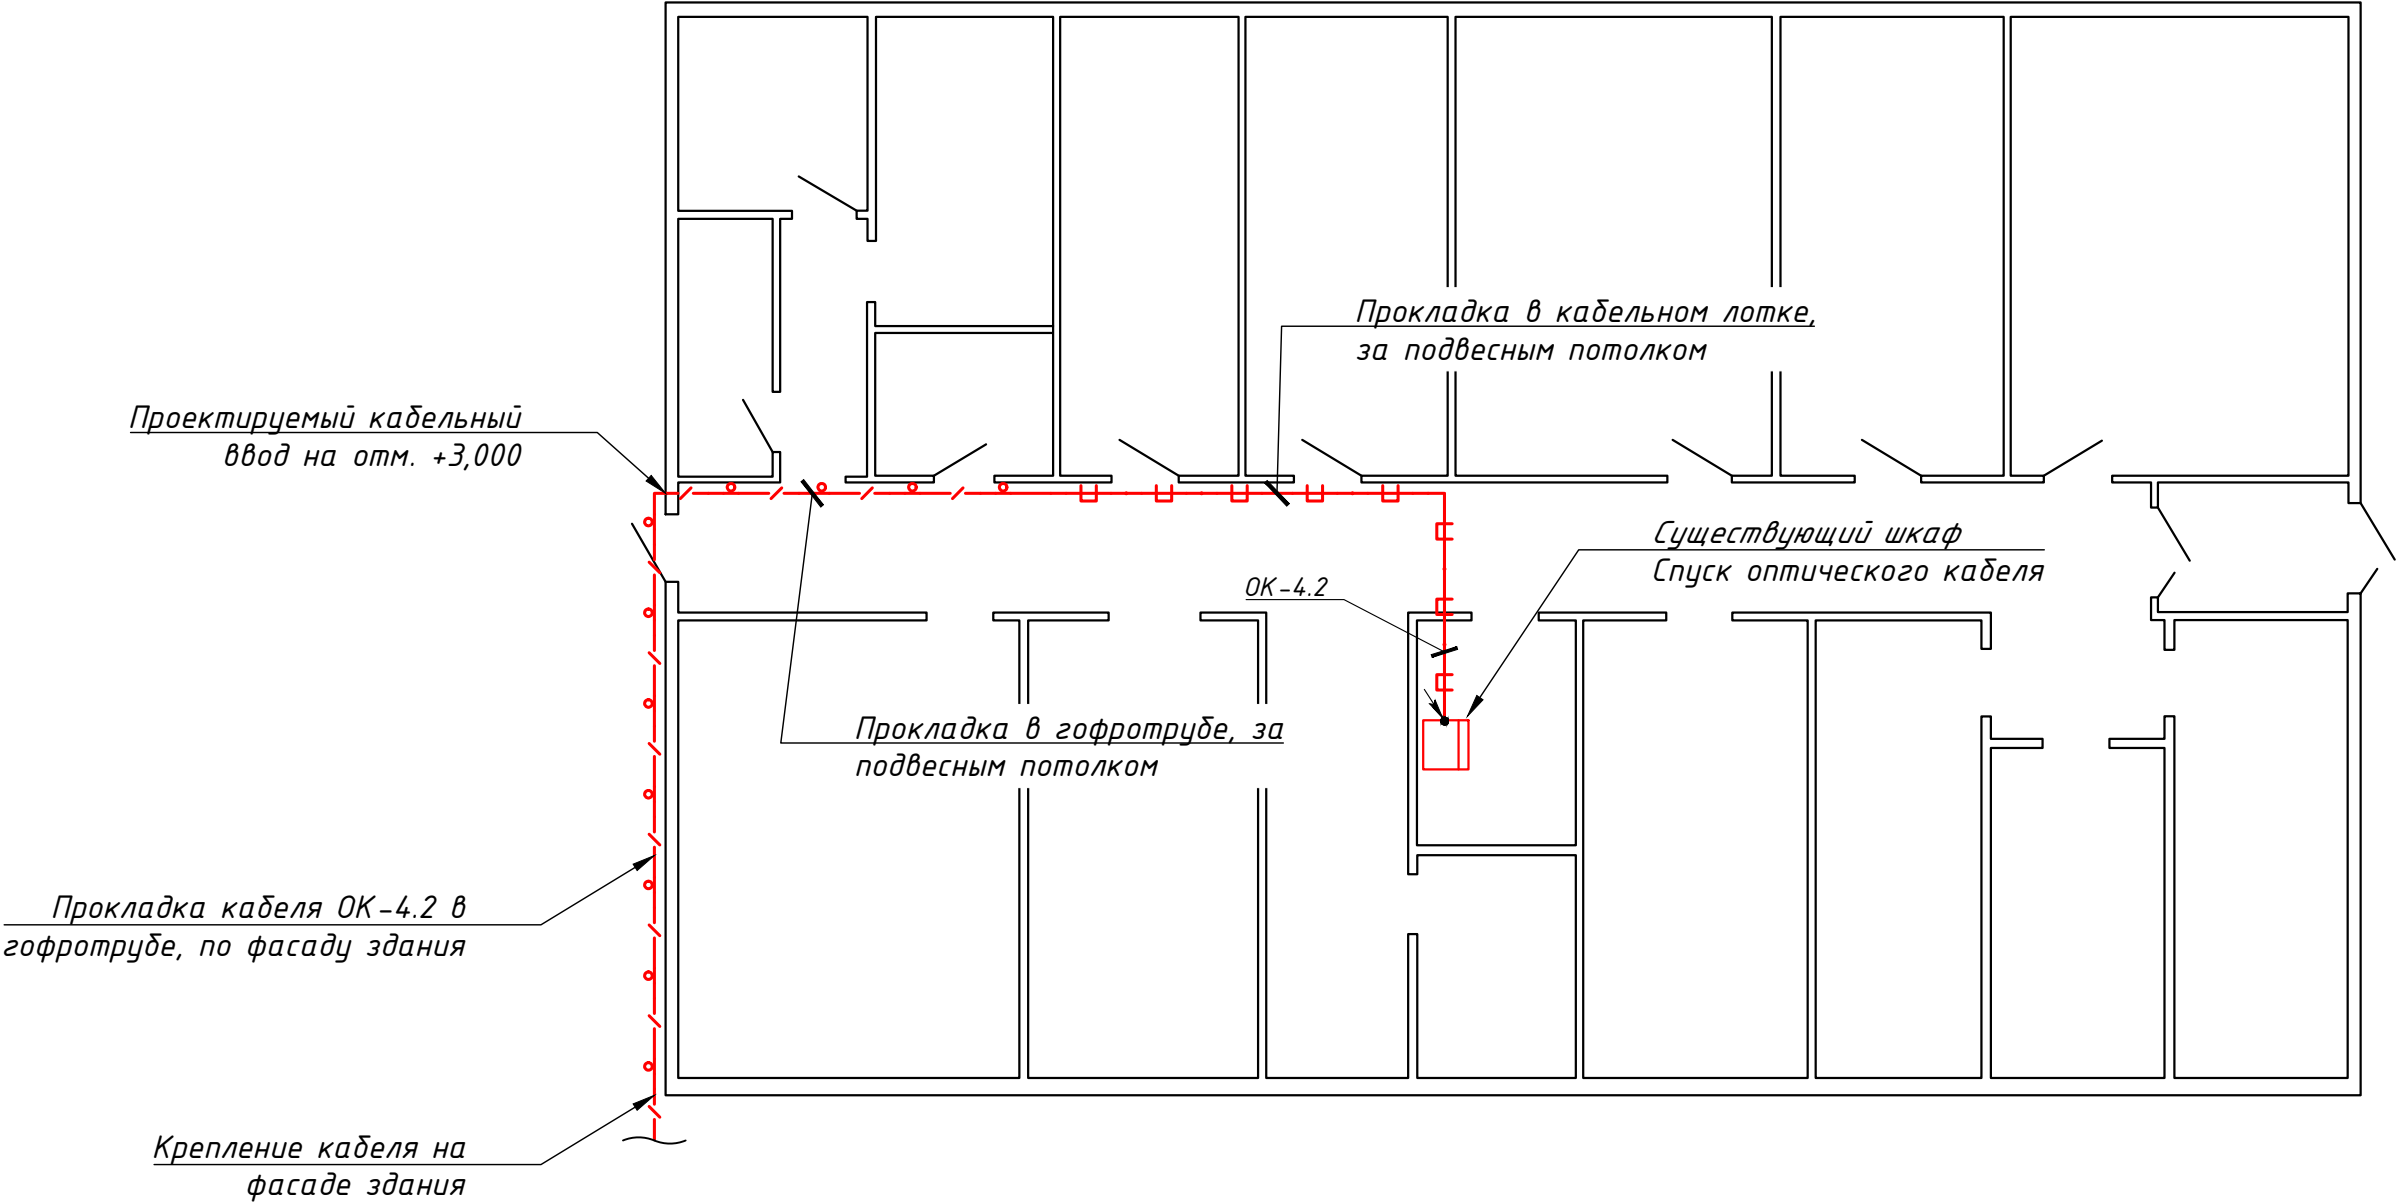 Прокладка в кабельном лотке,
за подвесным потолком
Проектируемый кабельный
ввод на отм. +3,000
Существующий шкаф
Спуск оптического кабеля
ОК-4.2
Прокладка в гофротрубе, за
подвесным потолком
Прокладка кабеля ОК-4.2 в
гофротрубе, по фасаду здания
Крепление кабеля на
фасаде здания